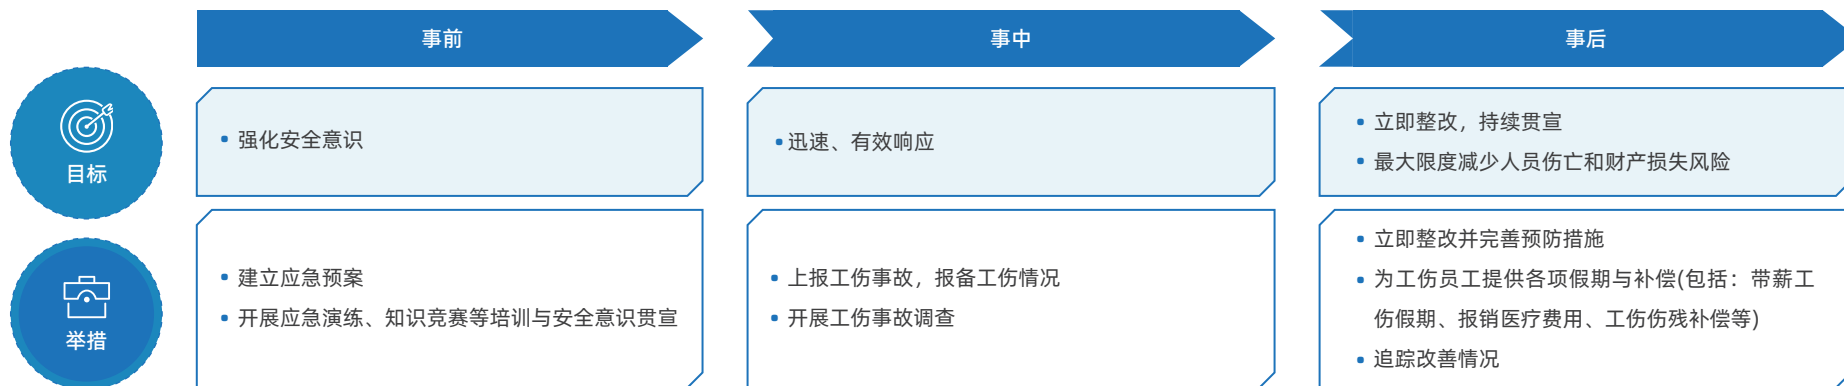 事前
事中
事后
目标
• 强化安全意识
• 迅速、有效响应
• 立即整改，持续贯宣
• 最大限度减少人员伤亡和财产损失风险
举措
• 建立应急预案
• 开展应急演练、知识竞赛等培训与安全意识贯宣
• 上报工伤事故，报备工伤情况
• 开展工伤事故调查
• 立即整改并完善预防措施
• 为工伤员工提供各项假期与补偿(包括：带薪工
伤假期、报销医疗费用、工伤伤残补偿等)
• 追踪改善情况